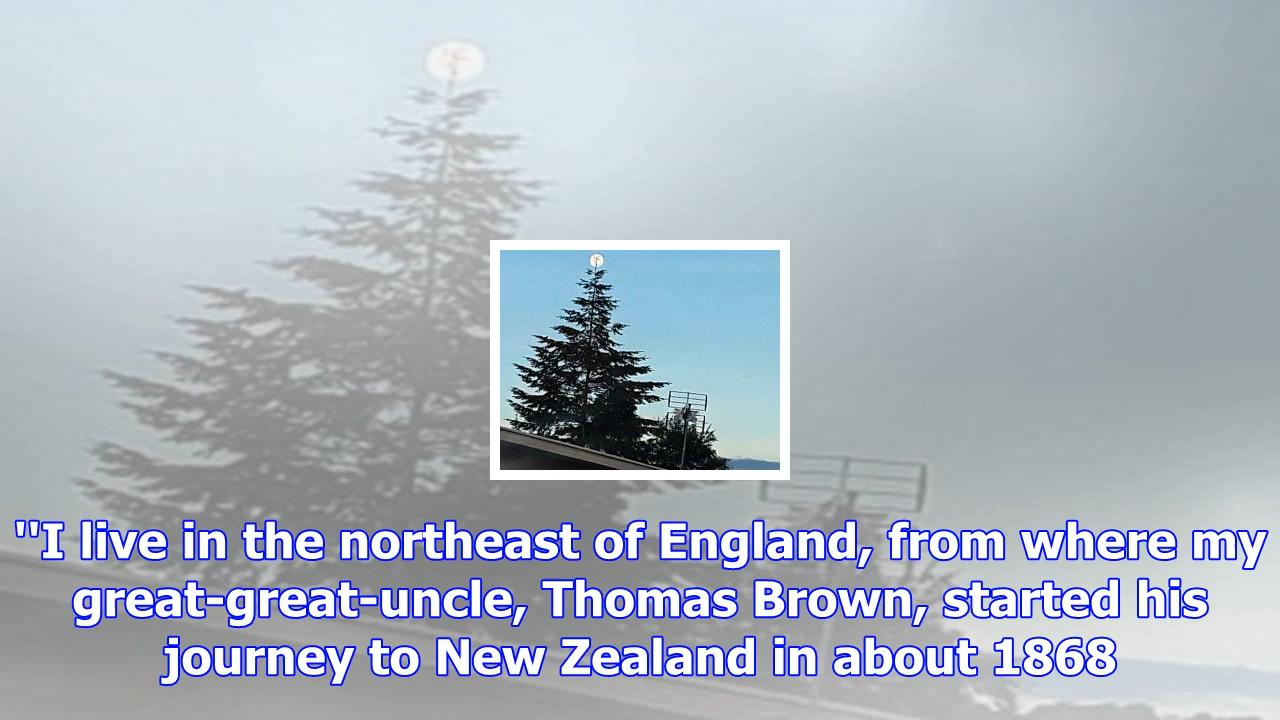 "I live in the northeast of England, from where my
great-great-uncle, Thomas Brown, started his
journey to New Zealand in about 1868